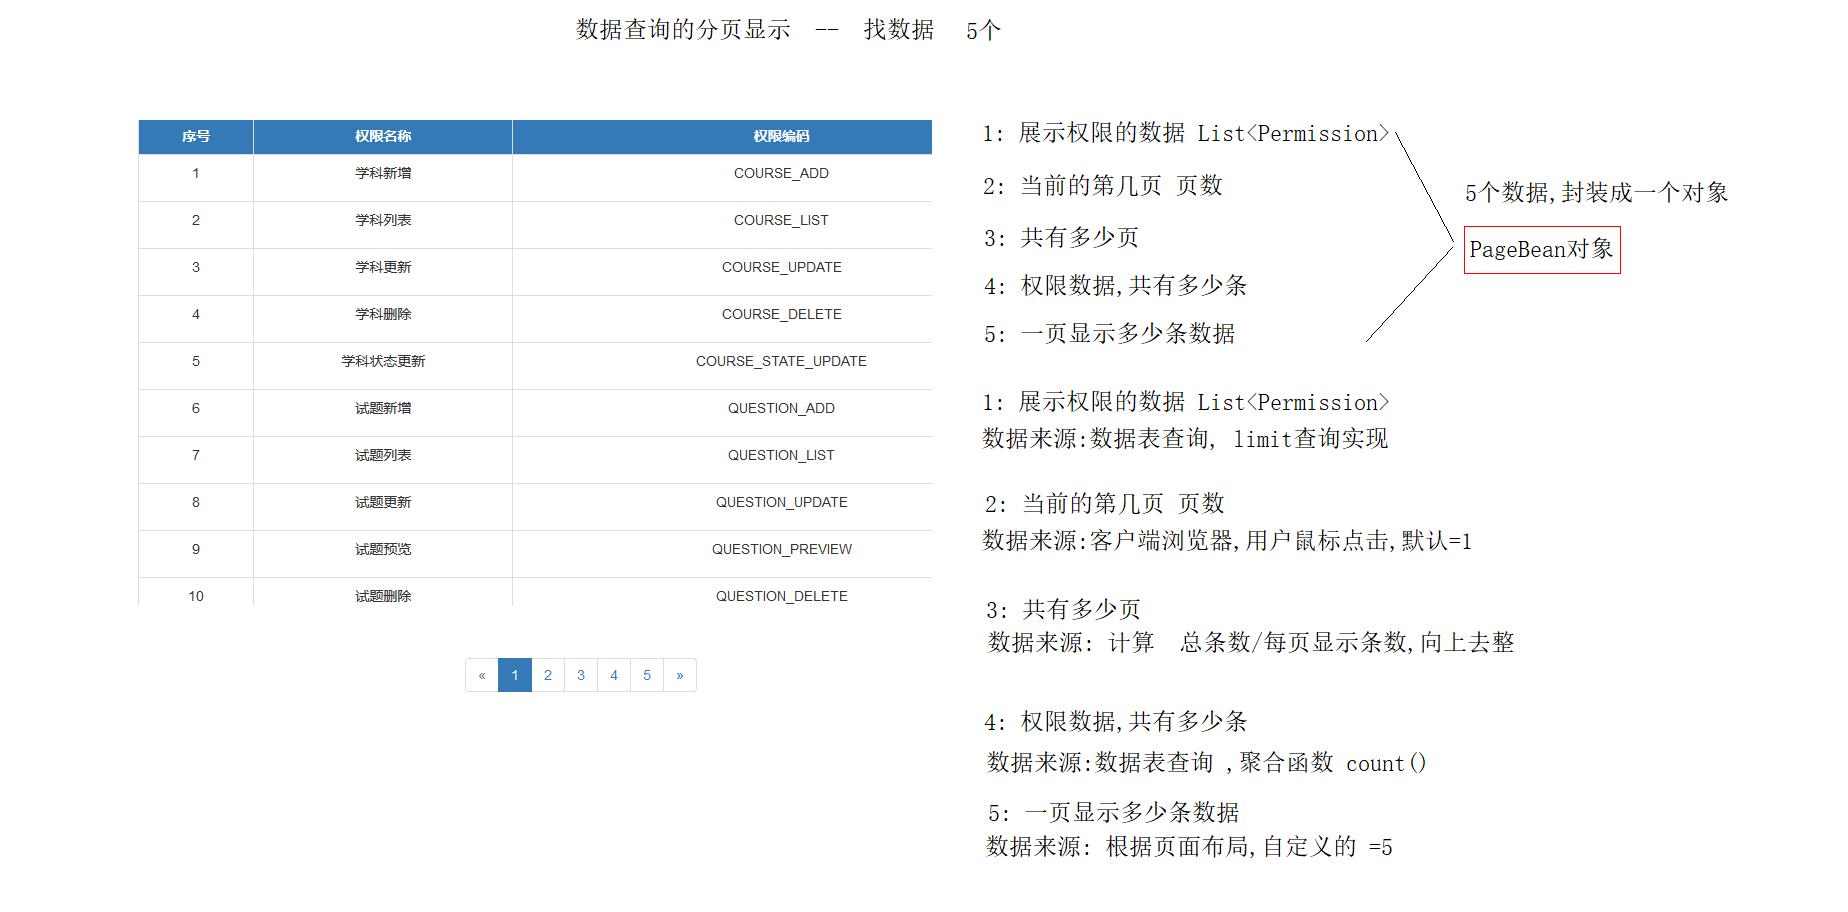 数据查询的分页显示 -- 找数据 5个
序号 权限名称 权限编码
1 学科新增 COURSE_ADD
2 学科列表 COURSE_LIST
3 学科更新 COURSE_UPDATE
4 学科删除 COURSE_DELETE
5 学科状态更新 COURSE_STATE_UPDATE
6 试题新增 QUESTION_ADD
7 试题列表 QUESTION_LIST
8 试题更新 QUESTION_UPDATE
9 试题预览 QUESTION_PREVIEW
10 试题删除 QUESTION_DELETE
« 1 2 3 4 5 »
1: 展示权限的数据 List<Permission>
2: 当前的第几页 页数
3: 共有多少页
4: 权限数据,共有多少条
5: 一页显示多少条数据
5个数据,封装成一个对象
PageBean对象
1: 展示权限的数据 List<Permission>
数据来源:数据表查询, limit查询实现
2: 当前的第几页 页数
数据来源:客户端浏览器,用户鼠标点击,默认=1
3: 共有多少页
数据来源: 计算 总条数/每页显示条数,向上去整
4: 权限数据,共有多少条
数据来源:数据表查询 ,聚合函数 count()
5: 一页显示多少条数据
数据来源: 根据页面布局,自定义的 =5